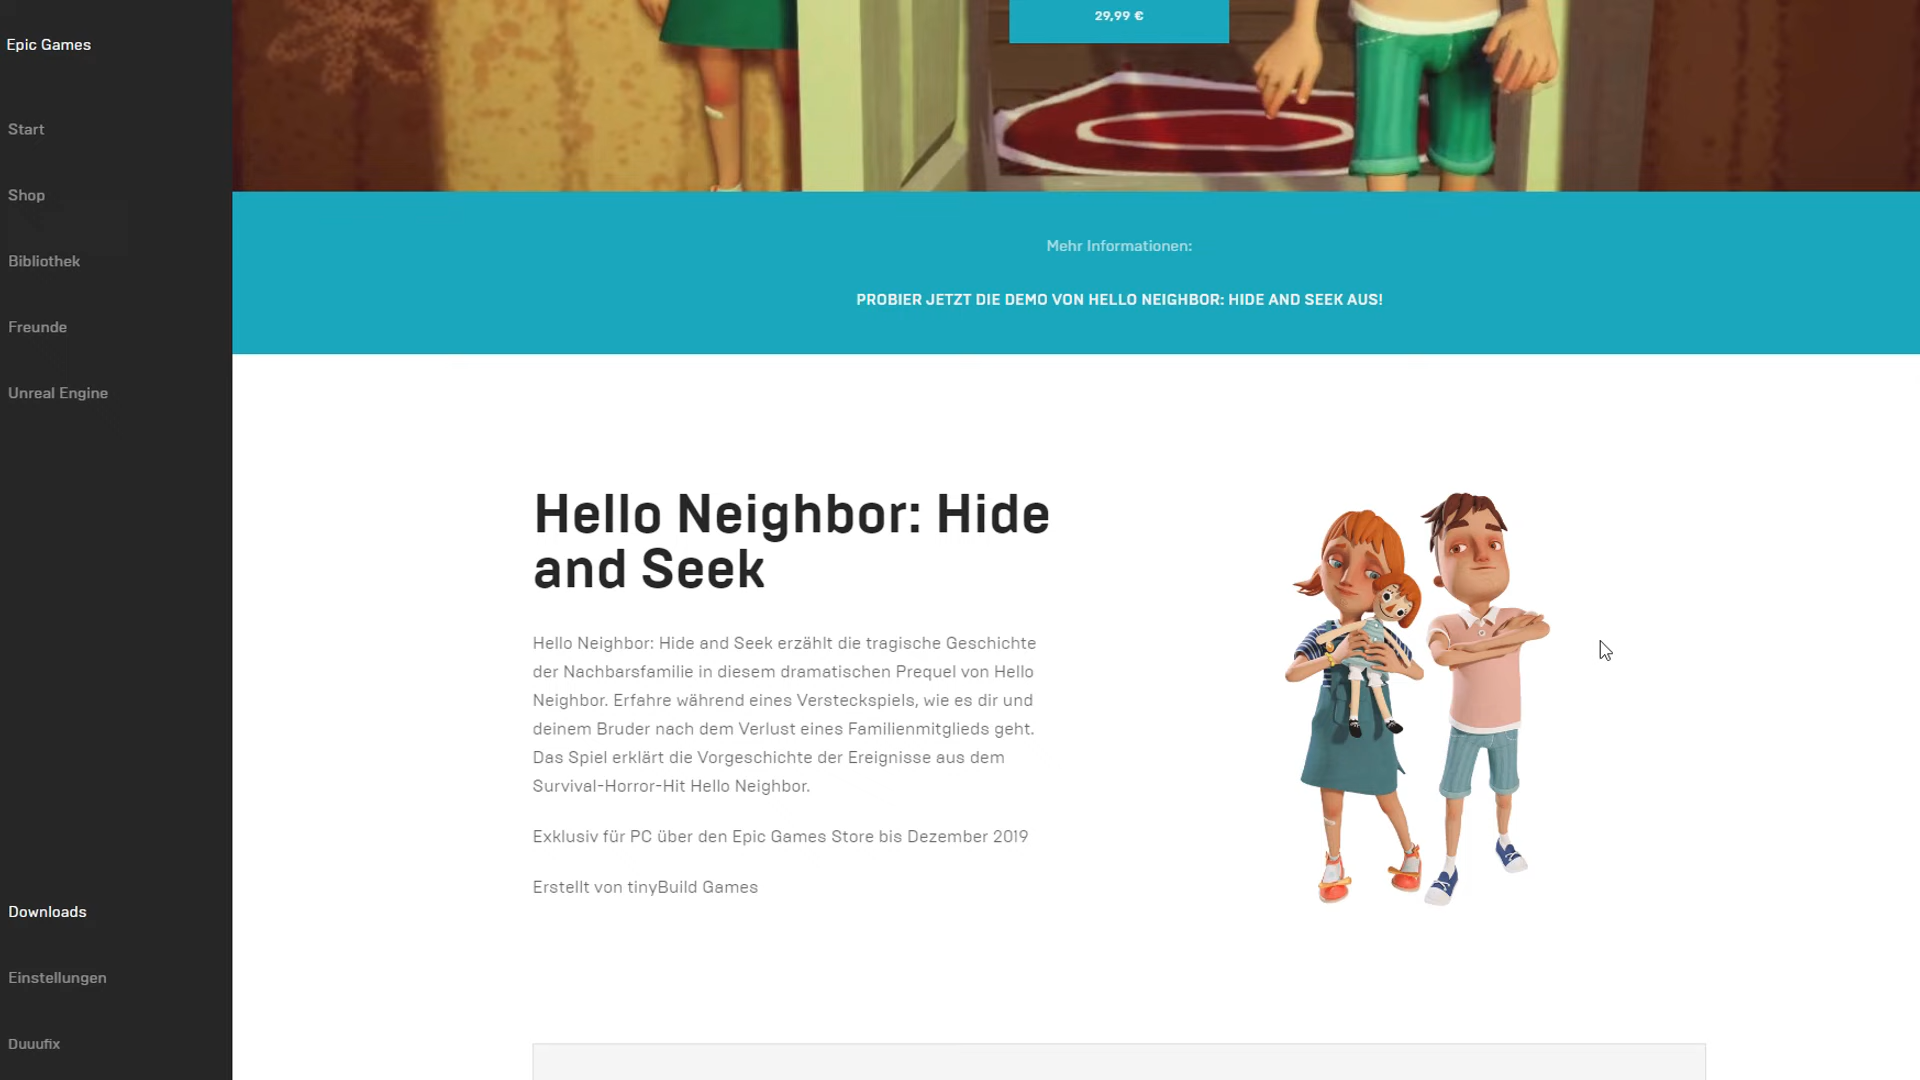 29,99 €
Epic Games
Start
Shop
Bibliothek
Freunde
Unreal Engine
Downloads
Einstellungen
Duuufix
Mehr Informationen:
PROBIER JETZT DIE DEMO VON HELLO NEIGHBOR: HIDE AND SEEK AUS!
Hello Neighbor: Hide
and Seek
Hello Neighbor: Hide and Seek erzählt die tragische Geschichte
der Nachbarsfamilie in diesem dramatischen Prequel von Hello
Neighbor. Erfahre während eines Versteckspiels, wie es dir und
deinem Bruder nach dem Verlust eines Familienmitglieds geht.
Das Spiel erklärt die Vorgeschichte der Ereignisse aus dem
Survival-Horror-Hit Hello Neighbor.
Exklusiv für PC über den Epic Games Store bis Dezember 2019
Erstellt von tinyBuild Games